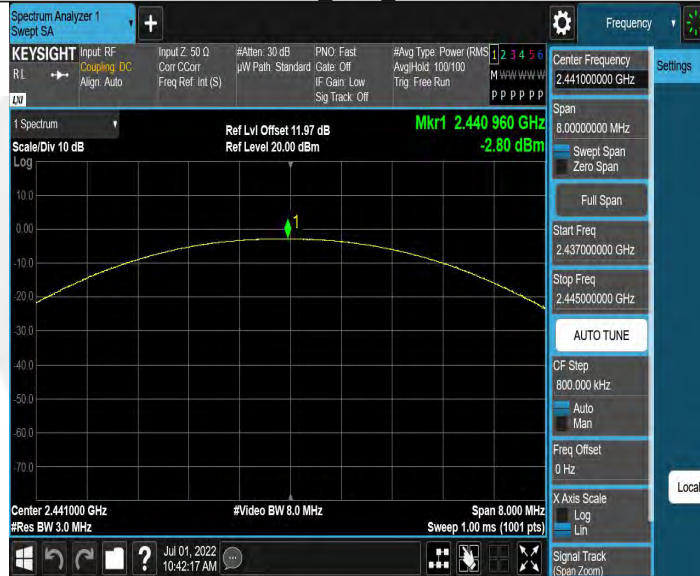 Spectrum Analyzer 1
Swept SA
Frequency
KEYSIGHT
RL
LXI
Input: RF
Coupling: DC
Align: Auto
Input Z: 50 Ω
Corr CCorr
Freq Ref: Int (S)
#Atten: 30 dB
µW Path: Standard
PNO: Fast
Gate: Off
IF Gain: Low
Sig Track: Off
#Avg Type: Power (RMS
Avg|Hold: 100/100
Trig: Free Run
1 2 3 4 5 6
M W W W W W
P P P P P P
1 Spectrum
Scale/Div 10 dB
Log
Ref Lvl Offset 11.97 dB
Ref Level 20.00 dBm
Mkr1 2.440 960 GHz
-2.80 dBm
10.0
0.00
1
-10.0
-20.0
-30.0
-40.0
-50.0
-60.0
-70.0
Center 2.441000 GHz
#Res BW 3.0 MHz
#Video BW 8.0 MHz
Span 8.000 MHz
Sweep 1.00 ms (1001 pts)
Jul 01, 2022
10:42:17 AM
?
Center Frequency
2.441000000 GHz
Settings
Span
8.00000000 MHz
Swept Span
Zero Span
Full Span
Start Freq
2.437000000 GHz
Stop Freq
2.445000000 GHz
AUTO TUNE
CF Step
800.000 kHz
Auto
Man
Freq Offset
0 Hz
X Axis Scale
Log
Lin
Local
Signal Track
(Span Zoom)